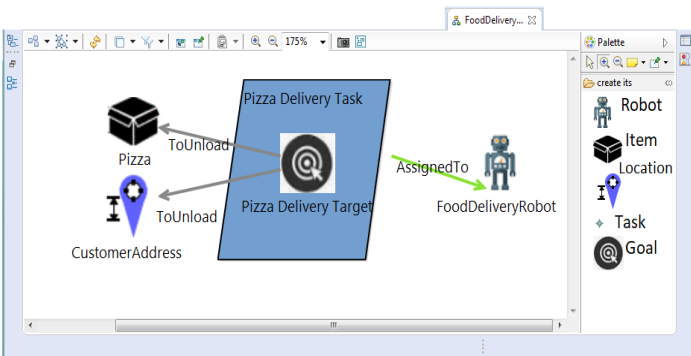 FoodDelivery...
175%
Palette
create its
Robot
Item
Location
Task
Goal
Pizza Delivery Task
ToUnload
Pizza
AssignedTo
ToUnload
Pizza Delivery Target
FoodDeliveryRobot
CustomerAddress